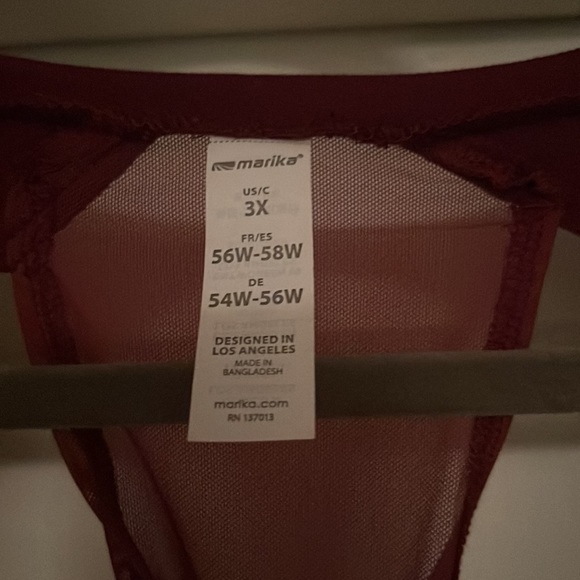 marika®
US/C
3X
FR/ES
56W-58W
DE
54W-56W
DESIGNED IN
LOS ANGELES
MADE IN
BANGLADESH
marika.com
RN 137013